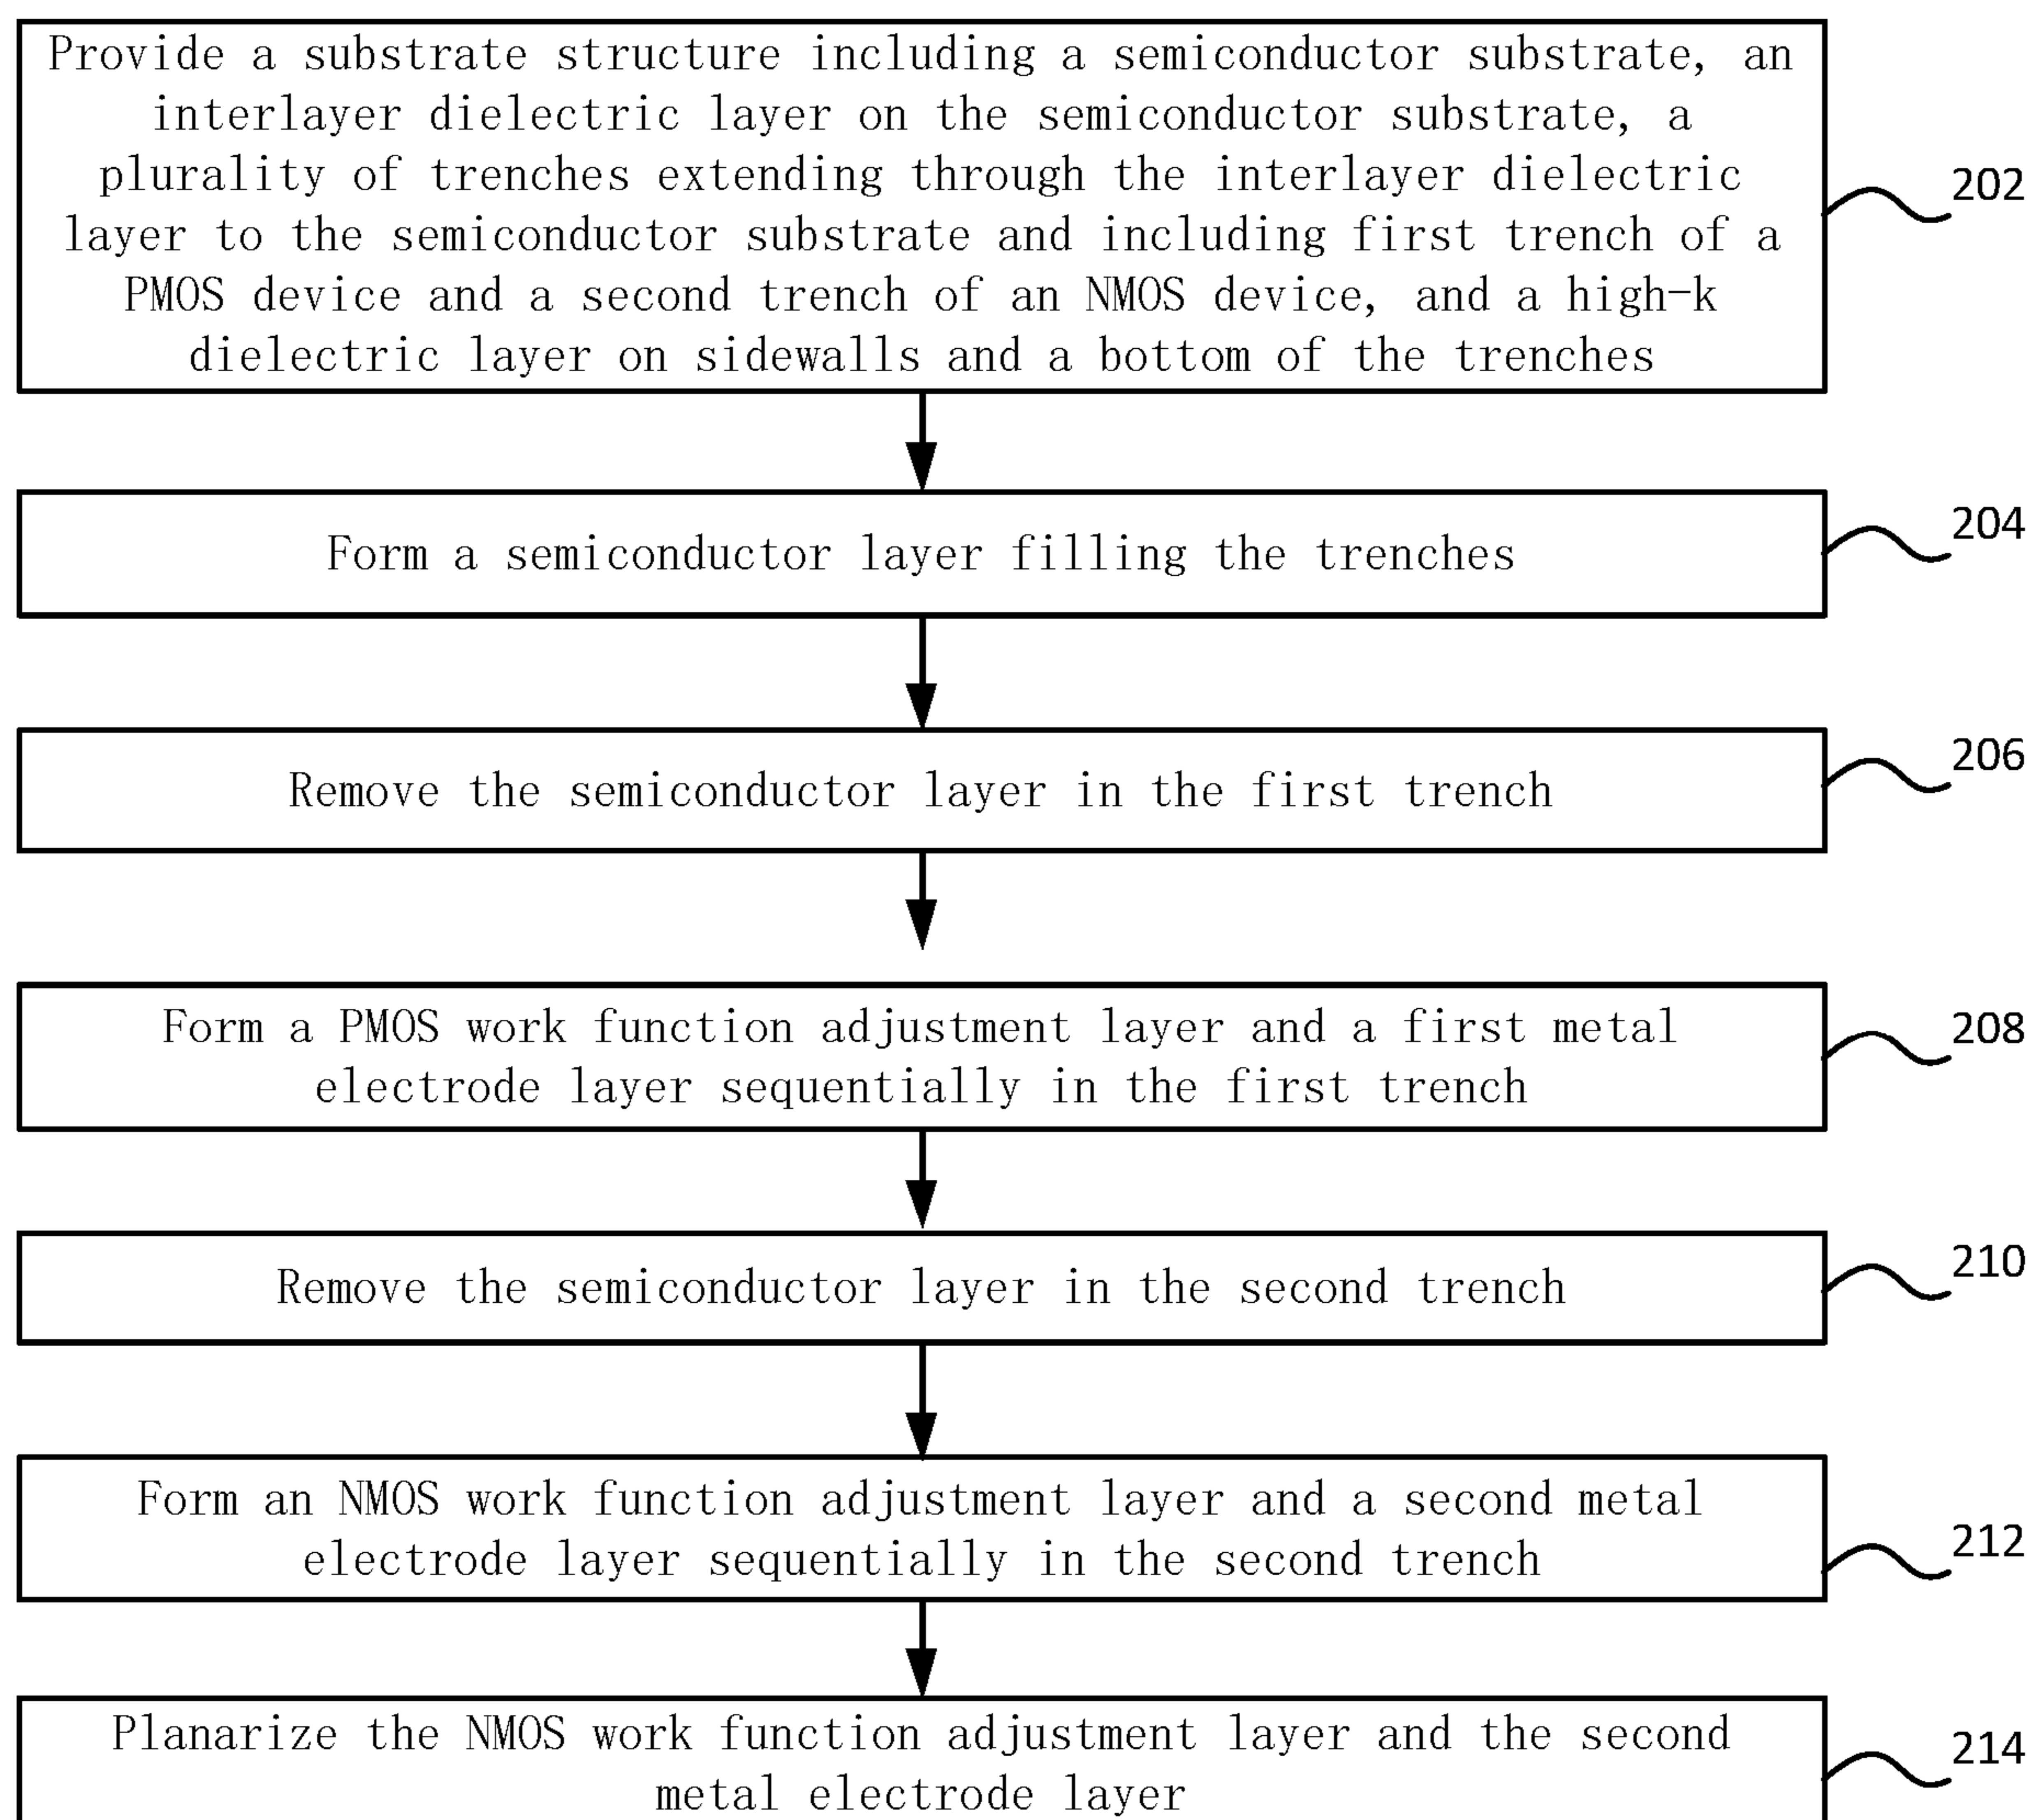 Provide a substrate structure including a semiconductor substrate, an
interlayer dielectric layer on the semiconductor substrate, a
plurality of trenches extending through the interlayer dielectric
layer to the semiconductor substrate and including first trench of a
PMOS device and a second trench of an NMOS device, and a high-k
dielectric layer on sidewalls and a bottom of the trenches
202
Form a semiconductor layer filling the trenches
204
Remove the semiconductor layer in the first trench
206
Form a PMOS work function adjustment layer and a first metal
electrode layer sequentially in the first trench
208
Remove the semiconductor layer in the second trench
210
Form an NMOS work function adjustment layer and a second metal
electrode layer sequentially in the second trench
212
Planarize the NMOS work function adjustment layer and the second
metal electrode layer
214